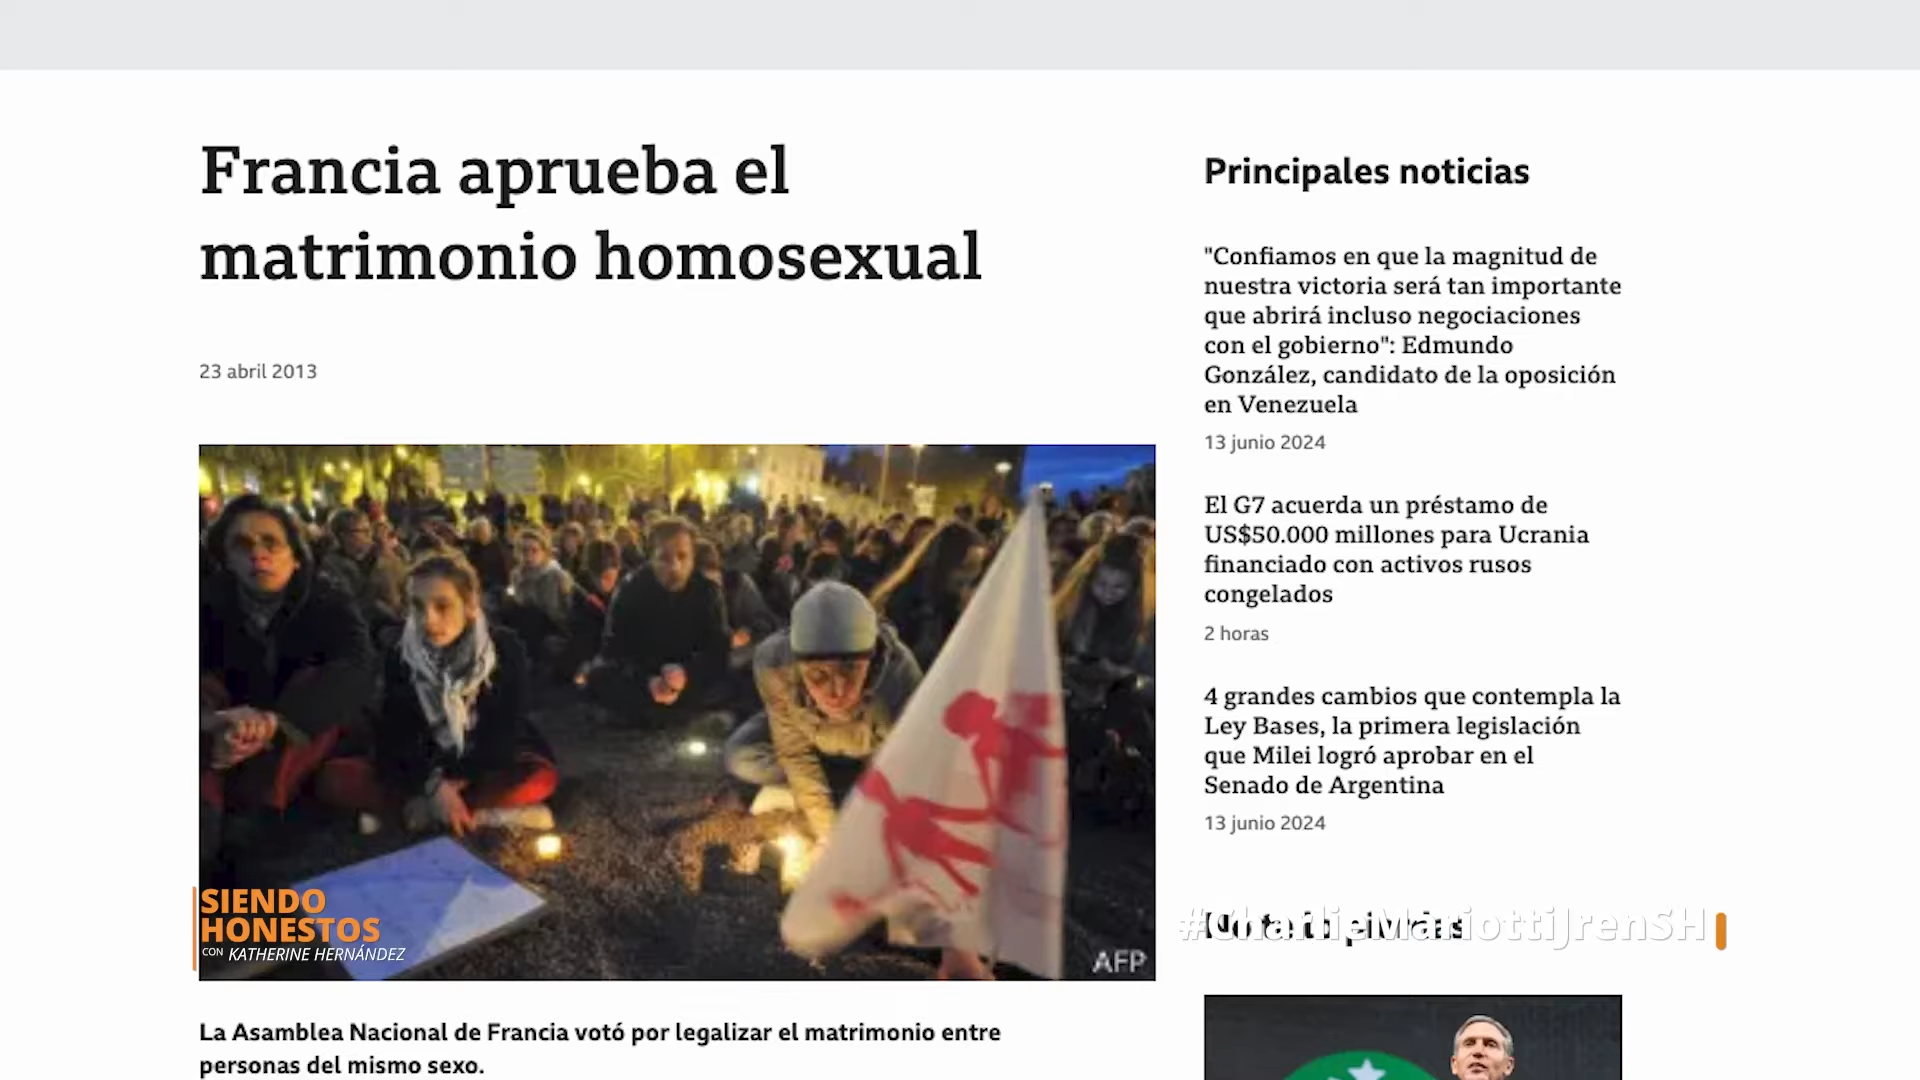 Francia aprueba el
matrimonio homosexual
23 abril 2013
AFP
SIENDO
HONESTOS
CON KATHERINE HERNÁNDEZ
La Asamblea Nacional de Francia votó por legalizar el matrimonio entre
personas del mismo sexo.
Principales noticias
"Confiamos en que la magnitud de
nuestra victoria será tan importante
que abrirá incluso negociaciones
con el gobierno": Edmundo
González, candidato de la oposición
en Venezuela
13 junio 2024
El G7 acuerda un préstamo de
US$50.000 millones para Ucrania
financiado con activos rusos
congelados
2 horas
4 grandes cambios que contempla la
Ley Bases, la primera legislación
que Milei logró aprobar en el
Senado de Argentina
13 junio 2024
#CharlieMariottiJrenSH